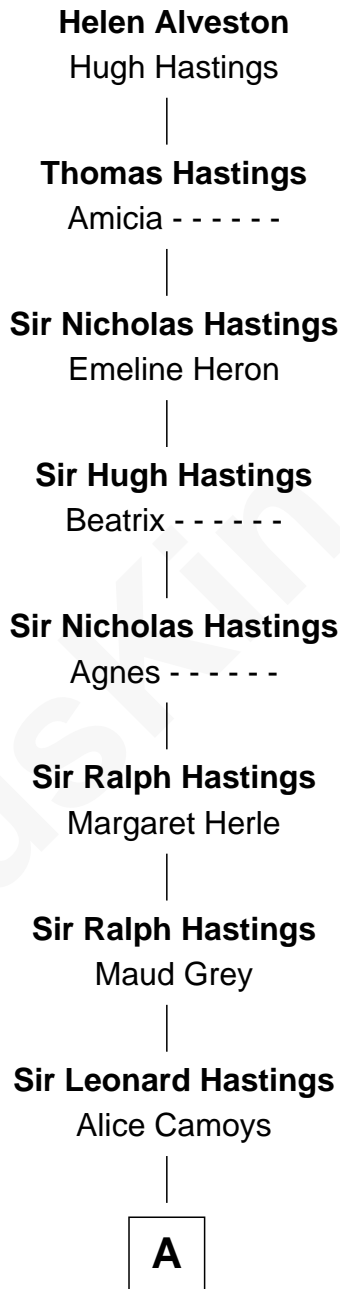 Helen Alveston
Hugh Hastings
Thomas Hastings
Amicia - - - - - -
Sir Nicholas Hastings
Emeline Heron
Sir Hugh Hastings
Beatrix - - - - - -
Sir Nicholas Hastings
Agnes - - - - - -
Sir Ralph Hastings
Margaret Herle
Sir Ralph Hastings
Maud Grey
Sir Leonard Hastings
Alice Camoys
A